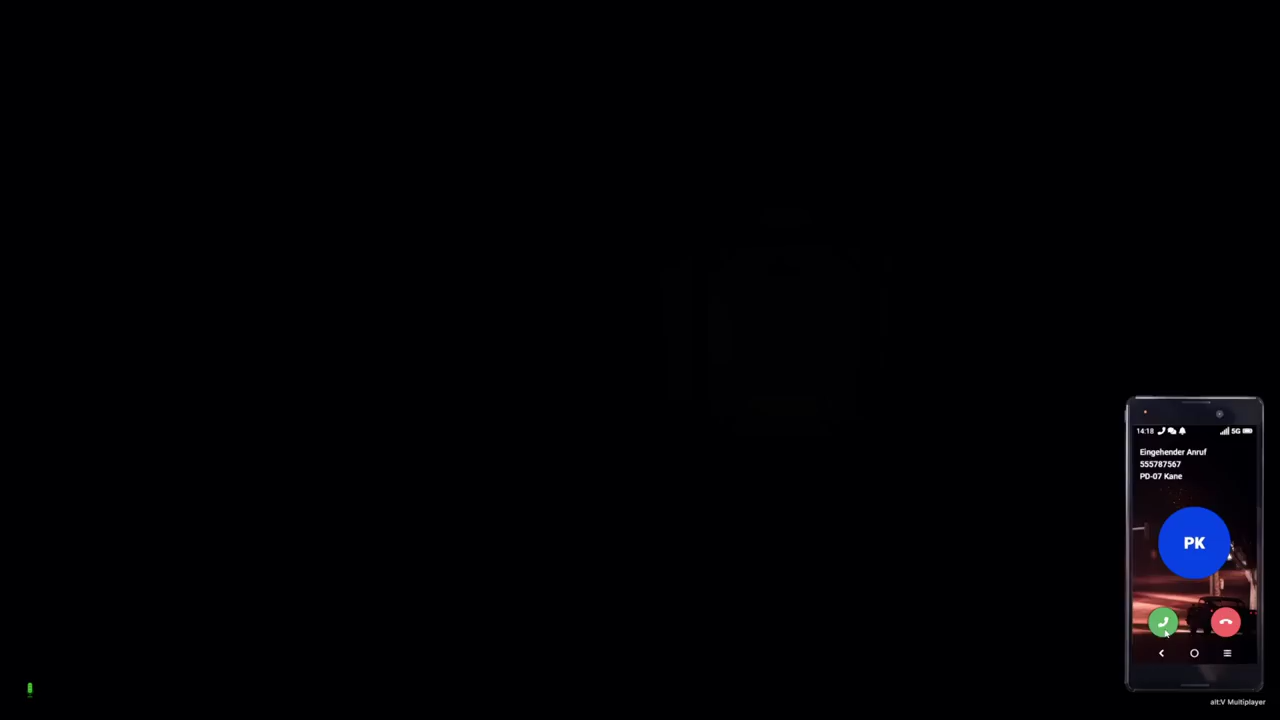 14:18
5G
Eingehender Anruf
555787567
PD-07 Kane
PK
alt:V Multiplayer